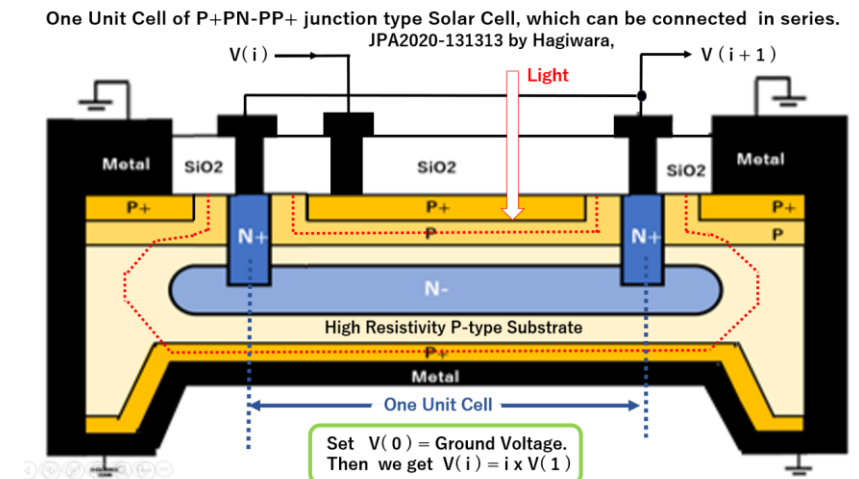 One Unit Cell of P+PN-PP+ junction type Solar Cell, which can be connected in series.
JPA2020-131313 by Hagiwara,
V(i)
V (i+1)
Light
Metal
SiO2
SiO2
SiO2
Metal
P+
P+
P+
N+
P
N+
P
N-
High Resistivity P-type Substrate
P+
Metal
One Unit Cell
Set V(0) = Ground Voltage.
Then we get V(i) = i x V(1)